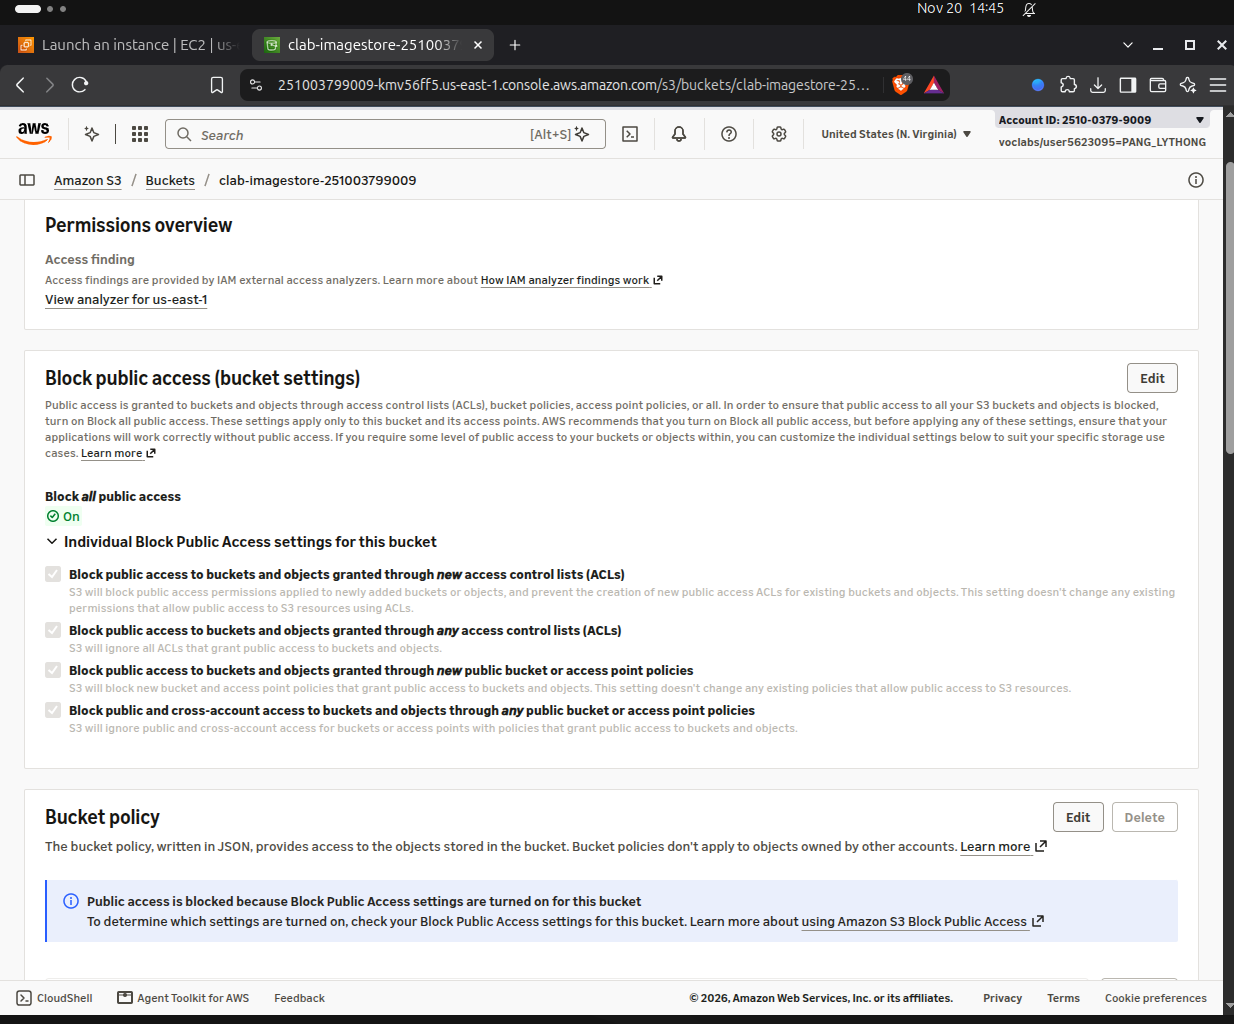 Nov 20 14:45
Launch an instance | EC2 | us-
clab-imagestore-2510037
251003799009-kmv56ff5.us-east-1.console.aws.amazon.com/s3/buckets/clab-imagestore-25...
44
aws
Search
[Alt+S]
United States (N. Virginia)
Account ID: 2510-0379-9009
voclabs/user5623095=PANG_LYTHONG
Amazon S3 / Buckets / clab-imagestore-251003799009
Permissions overview
Access finding
Access findings are provided by IAM external access analyzers. Learn more about How IAM analyzer findings work
View analyzer for us-east-1
Block public access (bucket settings)
Edit
Public access is granted to buckets and objects through access control lists (ACLs), bucket policies, access point policies, or all. In order to ensure that public access to all your S3 buckets and objects is blocked,
turn on Block all public access. These settings apply only to this bucket and its access points. AWS recommends that you turn on Block all public access, but before applying any of these settings, ensure that your
applications will work correctly without public access. If you require some level of public access to your buckets or objects within, you can customize the individual settings below to suit your specific storage use
cases. Learn more
Block all public access
On
Individual Block Public Access settings for this bucket
Block public access to buckets and objects granted through new access control lists (ACLs)
S3 will block public access permissions applied to newly added buckets or objects, and prevent the creation of new public access ACLs for existing buckets and objects. This setting doesn't change any existing
permissions that allow public access to S3 resources using ACLs.
Block public access to buckets and objects granted through any access control lists (ACLs)
S3 will ignore all ACLs that grant public access to buckets and objects.
Block public access to buckets and objects granted through new public bucket or access point policies
S3 will block new bucket and access point policies that grant public access to buckets and objects. This setting doesn't change any existing policies that allow public access to S3 resources.
Block public and cross-account access to buckets and objects through any public bucket or access point policies
S3 will ignore public and cross-account access for buckets or access points with policies that grant public access to buckets and objects.
Bucket policy
Edit
Delete
The bucket policy, written in JSON, provides access to the objects stored in the bucket. Bucket policies don't apply to objects owned by other accounts. Learn more
Public access is blocked because Block Public Access settings are turned on for this bucket
To determine which settings are turned on, check your Block Public Access settings for this bucket. Learn more about using Amazon S3 Block Public Access
CloudShell
Agent Toolkit for AWS
Feedback
© 2026, Amazon Web Services, Inc. or its affiliates.
Privacy
Terms
Cookie preferences